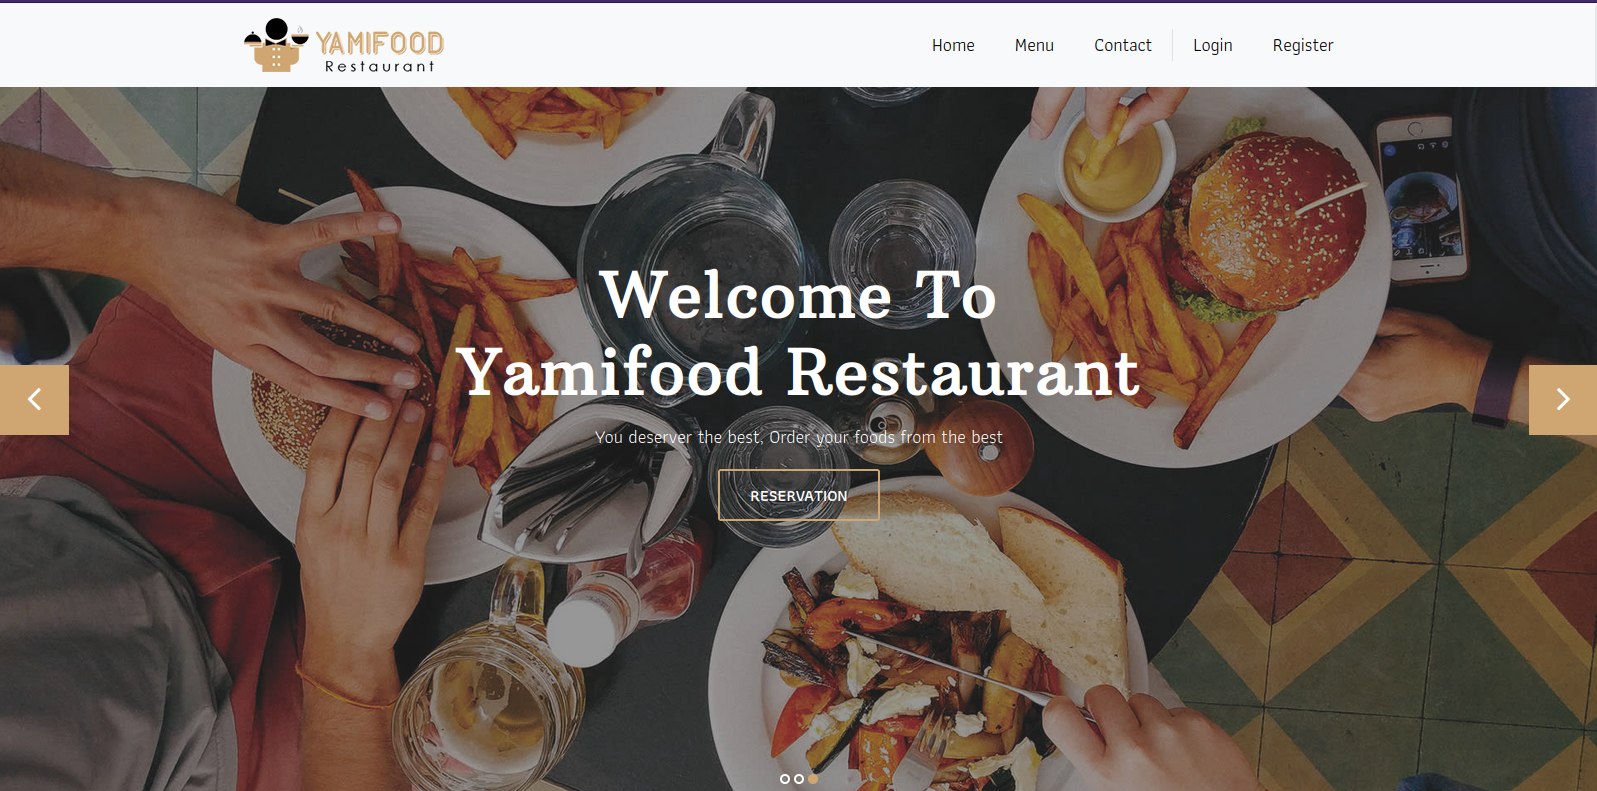 YAMIFOOD
Restaurant
Home
Menu
Contact
Login
Register
Welcome To
Yamifood Restaurant
You deserver the best, Order your foods from the best
RESERVATION